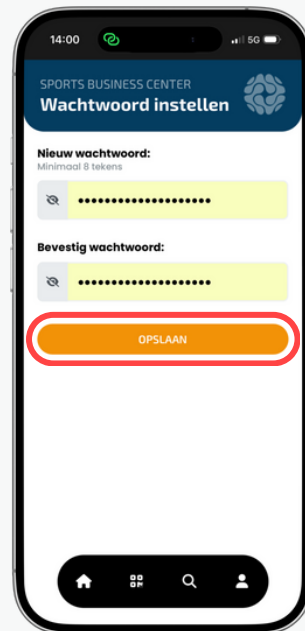 14:00
5G
SPORTS BUSINESS CENTER
Wachtwoord instellen
Nieuw wachtwoord:
Minimaal 8 tekens
••••••••••••••••••••
Bevestig wachtwoord:
••••••••••••••••••••
OPSLAAN